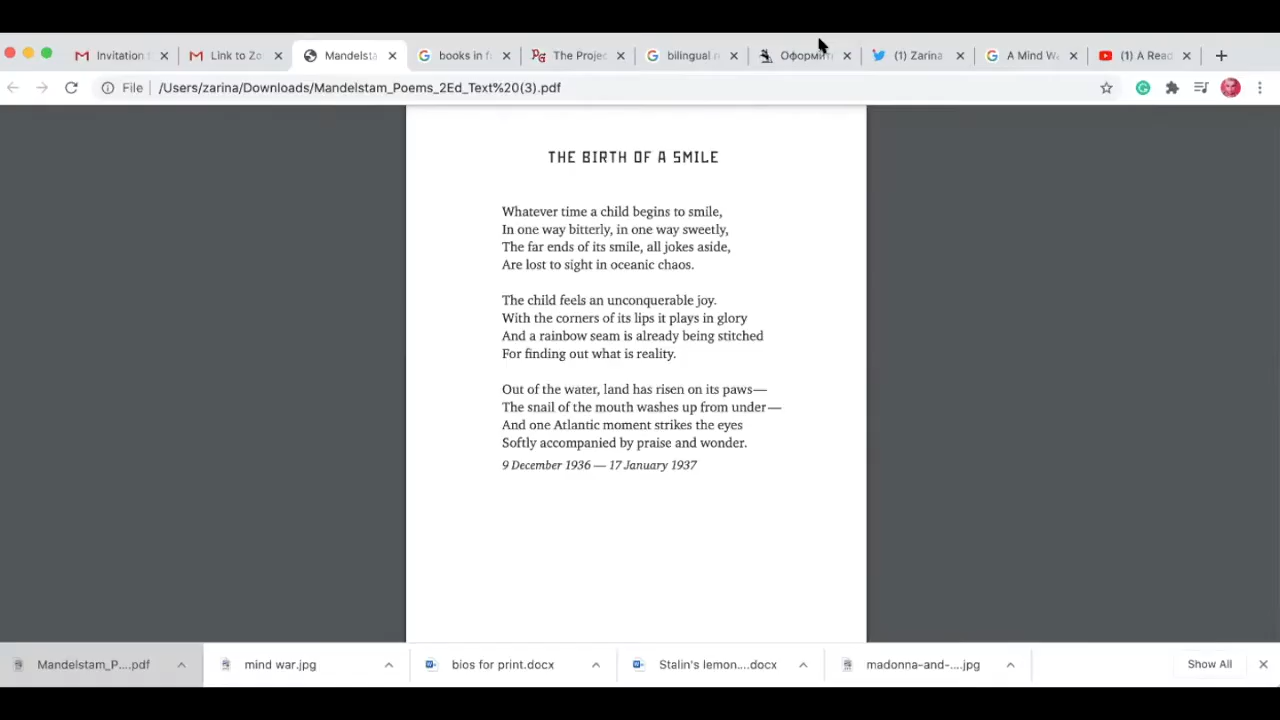 Invitation
Link to Zo
Mandelsta
books in f
The Projec
bilingual r
Оформит
(1) Zarina
A Mind Wa
(1) A Read
File
/Users/zarina/Downloads/Mandelstam_Poems_2Ed_Text%20(3).pdf
THE BIRTH OF A SMILE
Whatever time a child begins to smile,
In one way bitterly, in one way sweetly,
The far ends of its smile, all jokes aside,
Are lost to sight in oceanic chaos.
The child feels an unconquerable joy.
With the corners of its lips it plays in glory
And a rainbow seam is already being stitched
For finding out what is reality.
Out of the water, land has risen on its paws—
The snail of the mouth washes up from under—
And one Atlantic moment strikes the eyes
Softly accompanied by praise and wonder.
9 December 1936 — 17 January 1937
Mandelstam_P....pdf
mind war.jpg
bios for print.docx
Stalin's lemon....docx
madonna-and-....jpg
Show All